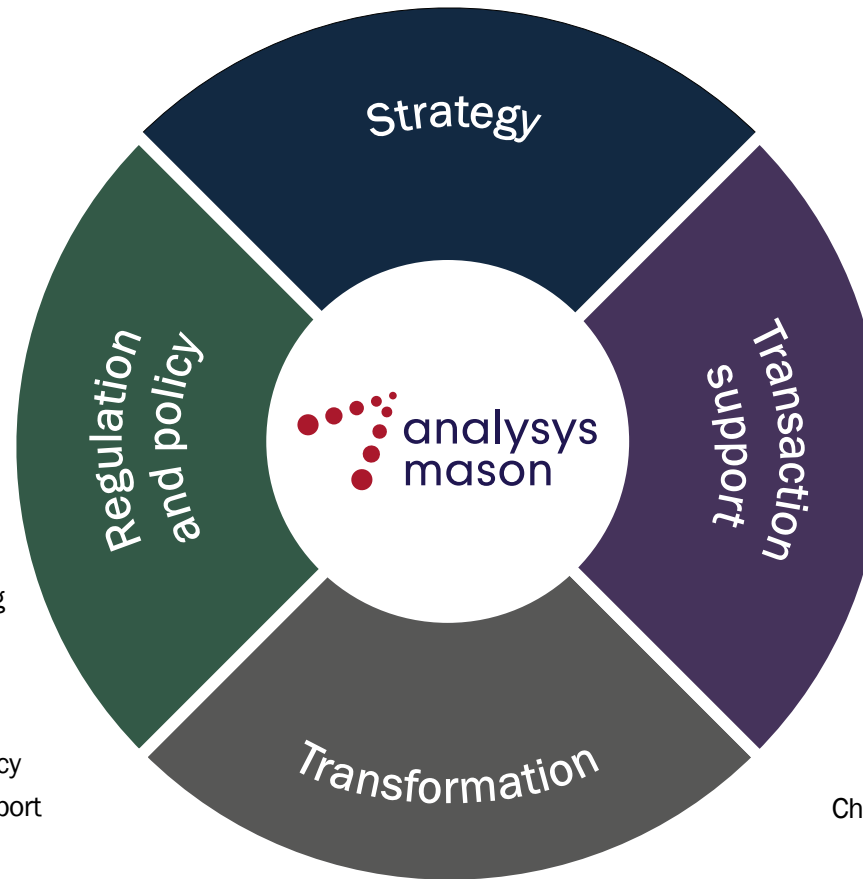 Strategy
Regulation
and policy
analysys
mason
Transaction
support
Transformation